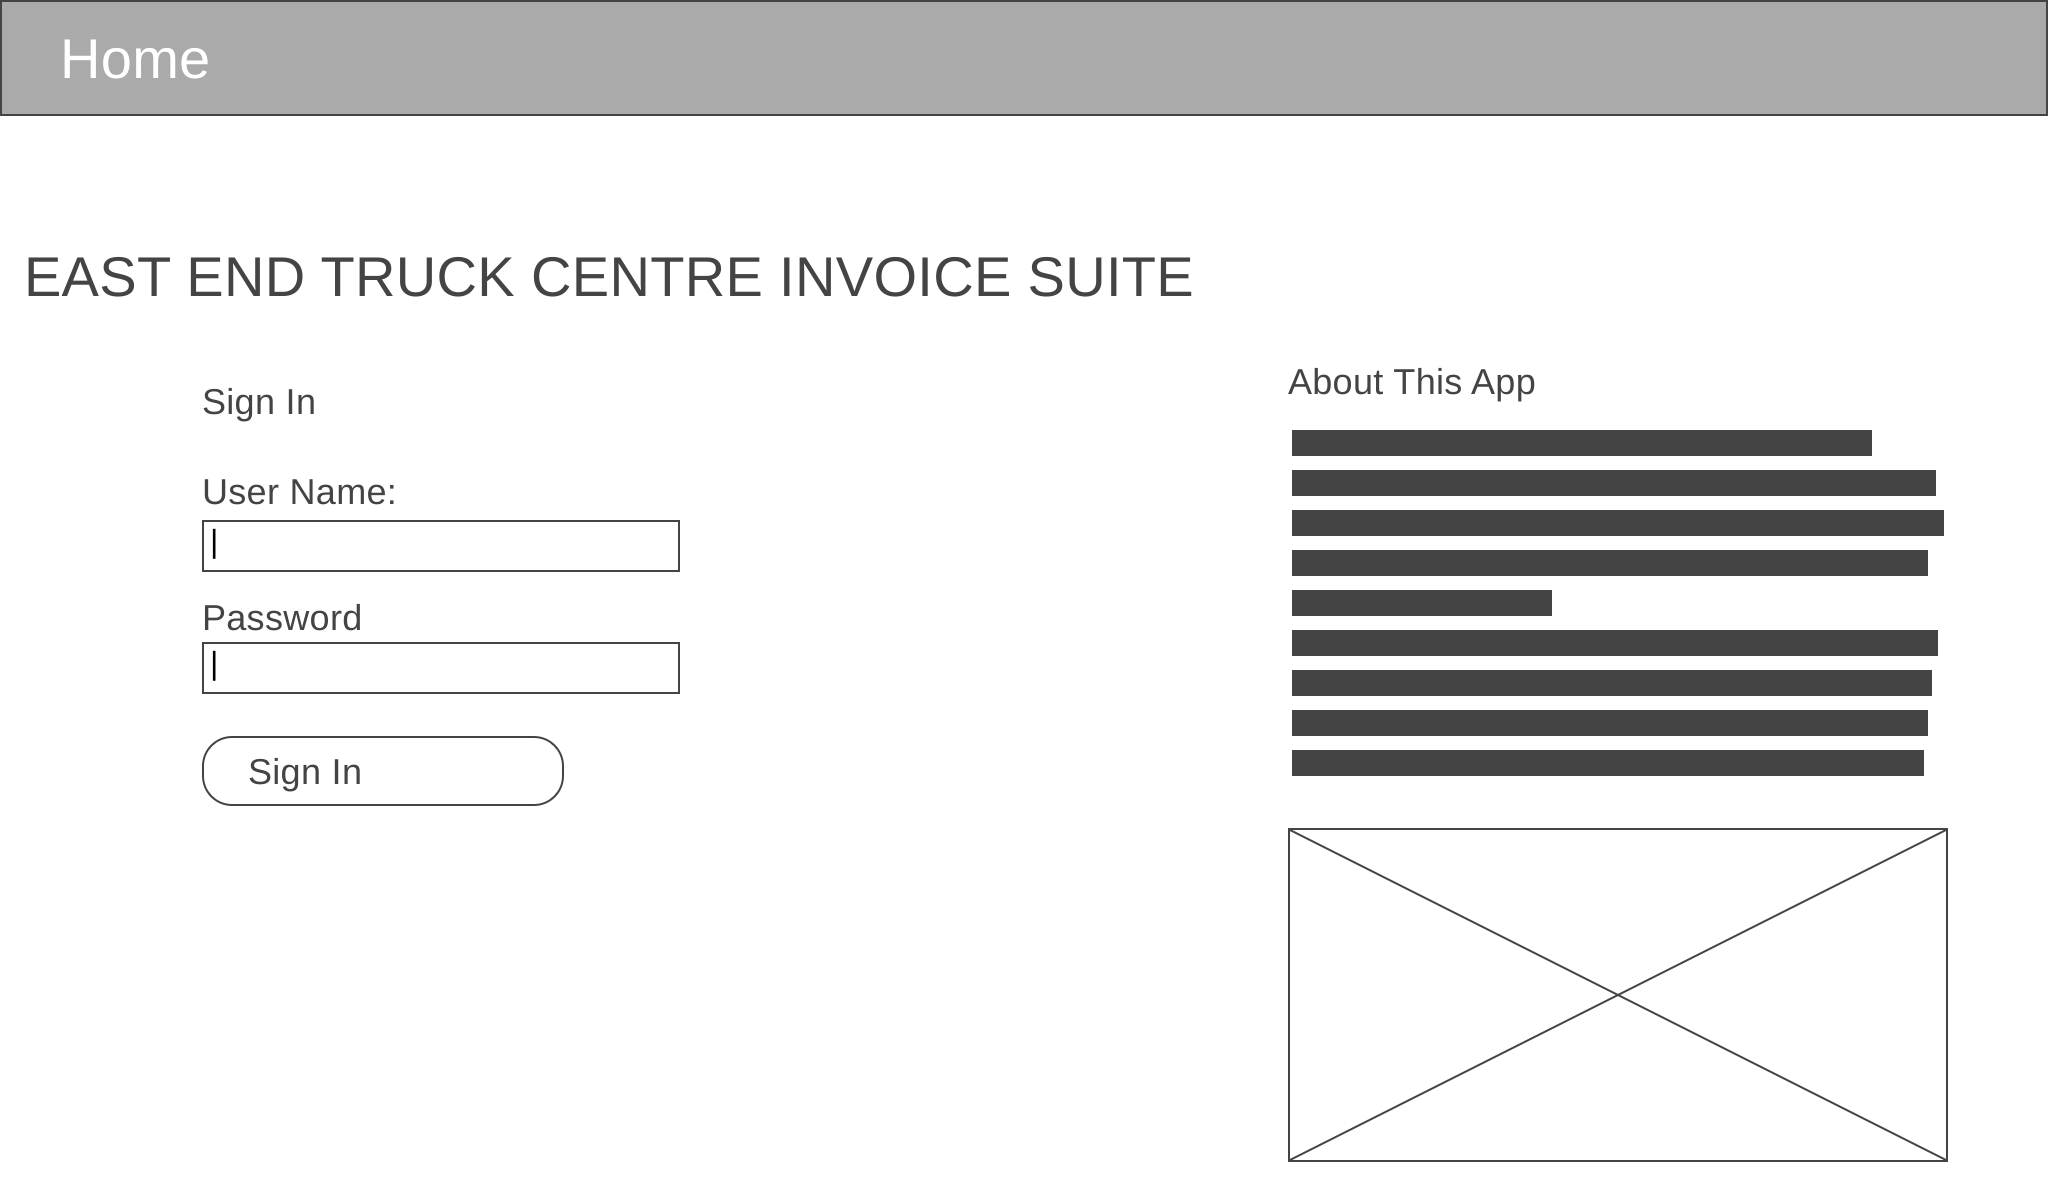 Home
EAST END TRUCK CENTRE INVOICE SUITE
Sign In
User Name:
Password
Sign In
About This App